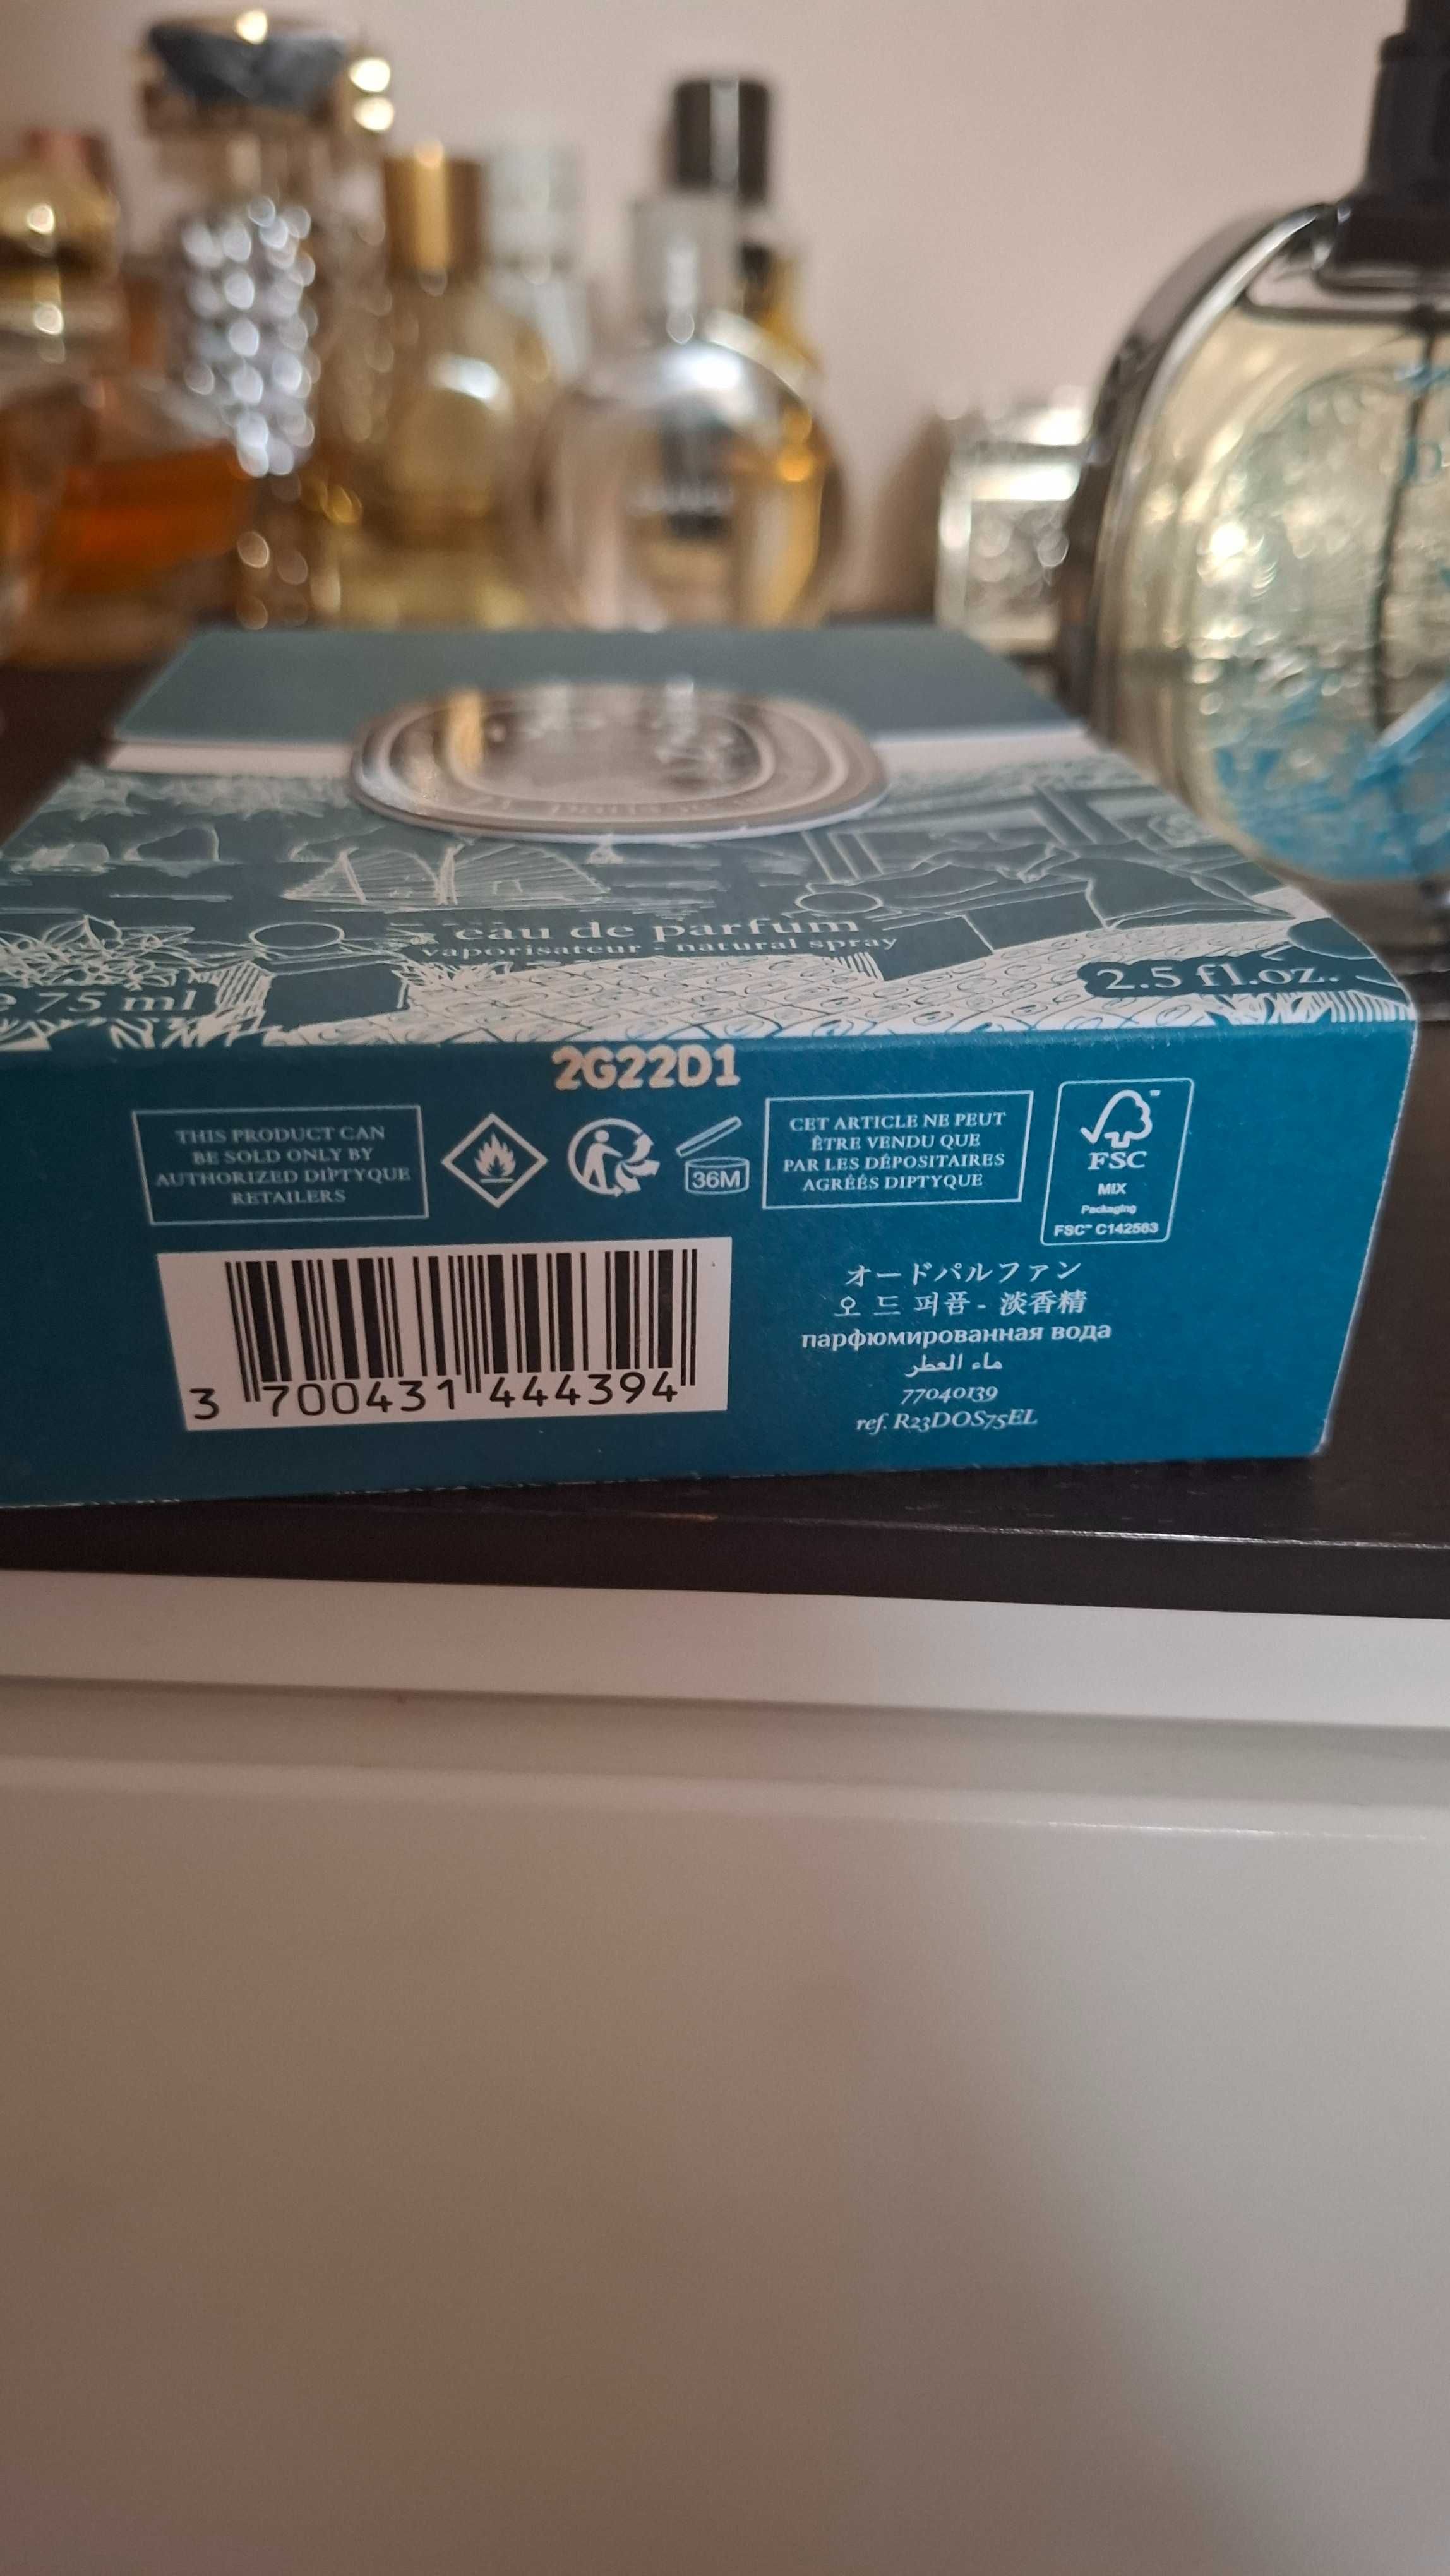 eau de parfum
vaporisateur - natural spray
e 75 ml
2.5 fl.oz.
2G22D1
THIS PRODUCT CAN
BE SOLD ONLY BY
AUTHORIZED DIPTYQUE
RETAILERS
36M
CET ARTICLE NE PEUT
ÊTRE VENDU QUE
PAR LES DÉPOSITAIRES
AGRÉÉS DIPTYQUE
FSC™
MIX
Packaging
FSC™ C142563
3 700431 444394
オードパルファン
오 드 퍼퓸 - 淡香精
парфюмированная вода
ماء العطر
77040139
ref. R23DOS75EL